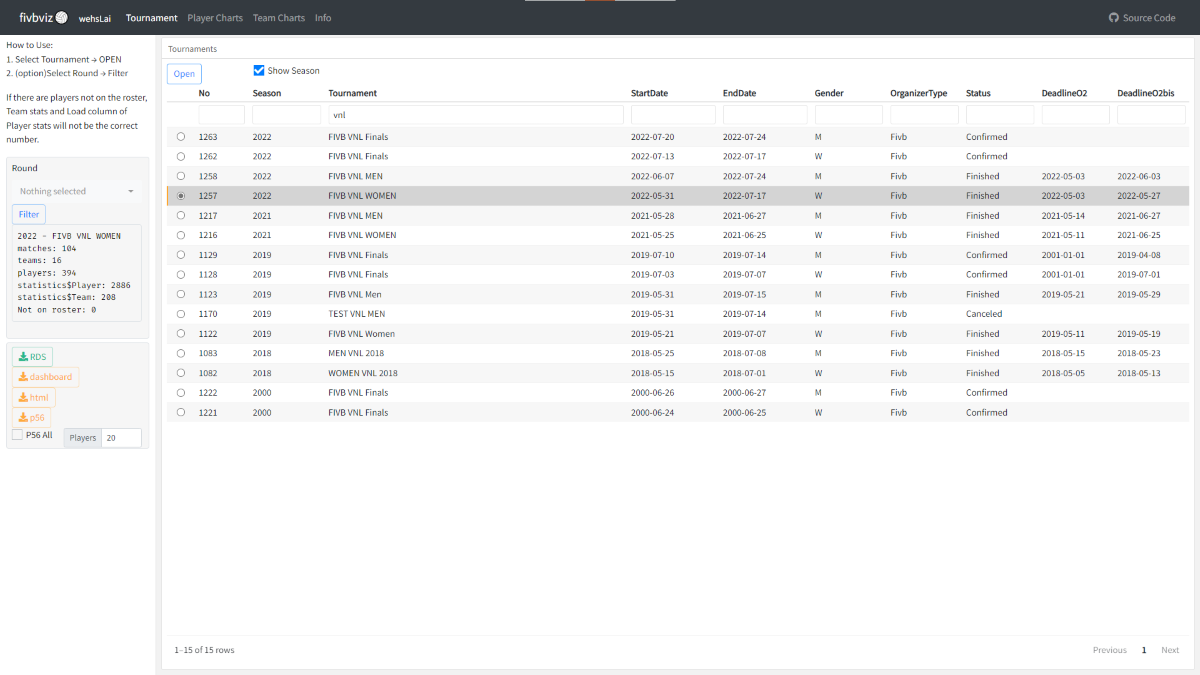 fivbviz wehsLai Tournament Player Charts Team Charts Info Source Code
How to Use:
1. Select Tournament → OPEN
2. (option)Select Round → Filter
If there are players not on the roster,
Team stats and Load column of
Player stats will not be the correct
number.
Round
Nothing selected
Filter
2022 - FIVB VNL WOMEN
matches: 104
teams: 16
players: 394
statistics$Player: 2886
statistics$Team: 208
Not on roster: 0
RDS
dashboard
html
p56
P56 All Players 20
Tournaments
Open Show Season
No Season Tournament StartDate EndDate Gender OrganizerType Status DeadlineO2 DeadlineO2bis
vnl
1263 2022 FIVB VNL Finals 2022-07-20 2022-07-24 M Fivb Confirmed
1262 2022 FIVB VNL Finals 2022-07-13 2022-07-17 W Fivb Confirmed
1258 2022 FIVB VNL MEN 2022-06-07 2022-07-24 M Fivb Finished 2022-05-03 2022-06-03
1257 2022 FIVB VNL WOMEN 2022-05-31 2022-07-17 W Fivb Finished 2022-05-03 2022-05-27
1217 2021 FIVB VNL MEN 2021-05-28 2021-06-27 M Fivb Finished 2021-05-14 2021-06-27
1216 2021 FIVB VNL WOMEN 2021-05-25 2021-06-25 W Fivb Finished 2021-05-11 2021-06-25
1129 2019 FIVB VNL Finals 2019-07-10 2019-07-14 M Fivb Confirmed 2001-01-01 2019-04-08
1128 2019 FIVB VNL Finals 2019-07-03 2019-07-07 W Fivb Confirmed 2001-01-01 2019-07-01
1123 2019 FIVB VNL Men 2019-05-31 2019-07-15 M Fivb Finished 2019-05-21 2019-05-29
1170 2019 TEST VNL MEN 2019-05-31 2019-07-14 M Fivb Canceled
1122 2019 FIVB VNL Women 2019-05-21 2019-07-07 W Fivb Finished 2019-05-11 2019-05-19
1083 2018 MEN VNL 2018 2018-05-25 2018-07-08 M Fivb Finished 2018-05-15 2018-05-23
1082 2018 WOMEN VNL 2018 2018-05-15 2018-07-01 W Fivb Finished 2018-05-05 2018-05-13
1222 2000 FIVB VNL Finals 2000-06-26 2000-06-27 M Fivb Confirmed
1221 2000 FIVB VNL Finals 2000-06-24 2000-06-25 W Fivb Confirmed
1–15 of 15 rows Previous 1 Next